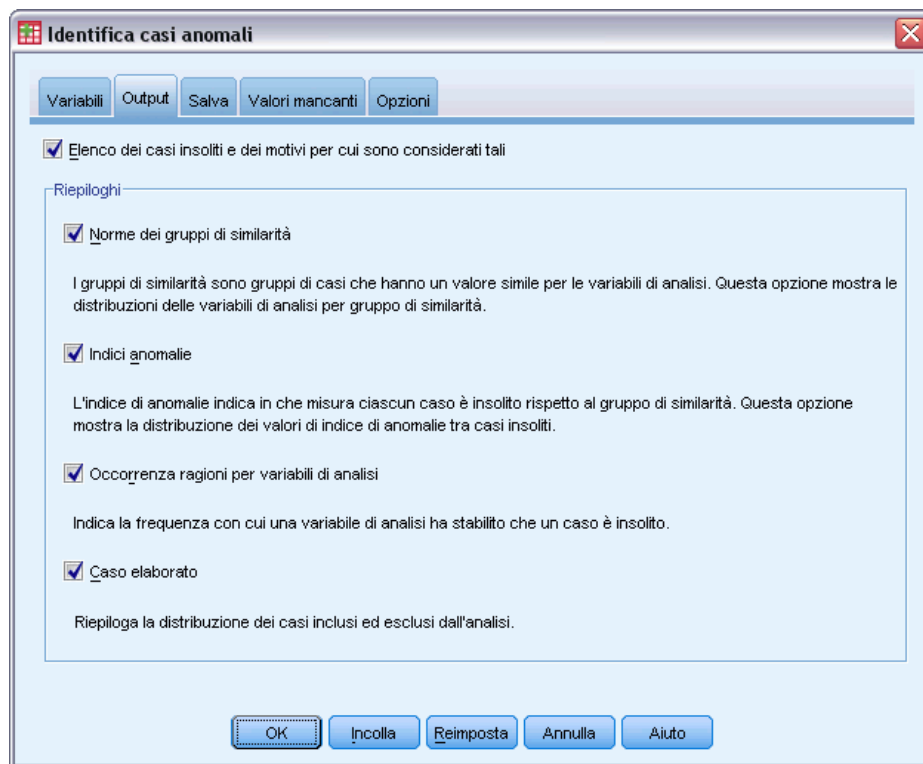 Identifica casi anomali
Variabili Output Salva Valori mancanti Opzioni
Elenco dei casi insoliti e dei motivi per cui sono considerati tali
Riepiloghi
Norme dei gruppi di similarità
I gruppi di similarità sono gruppi di casi che hanno un valore simile per le variabili di analisi. Questa opzione mostra le
distribuzioni delle variabili di analisi per gruppo di similarità.
Indici anomalie
L'indice di anomalie indica in che misura ciascun caso è insolito rispetto al gruppo di similarità. Questa opzione
mostra la distribuzione dei valori di indice di anomalie tra casi insoliti.
Occorrenza ragioni per variabili di analisi
Indica la frequenza con cui una variabile di analisi ha stabilito che un caso è insolito.
Caso elaborato
Riepiloga la distribuzione dei casi inclusi ed esclusi dall'analisi.
OK Incolla Reimposta Annulla Aiuto